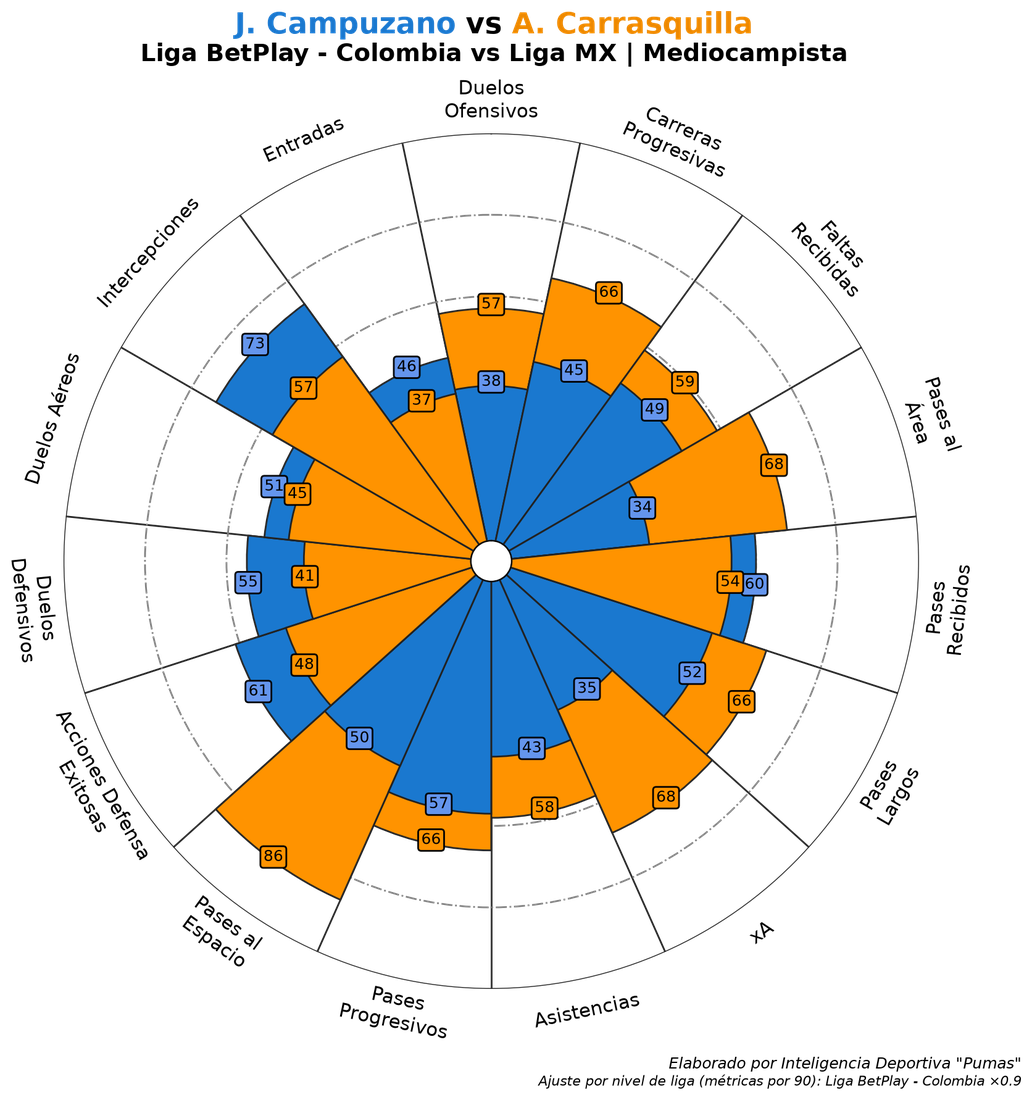 J. Campuzano vs A. Carrasquilla
Liga BetPlay - Colombia vs Liga MX | Mediocampista
Duelos
Ofensivos
57
38
Carreras
Progresivas
66
45
Faltas
Recibidas
59
49
Pases al
Área
68
34
Pases
Recibidos
54
60
Pases
Largos
52
66
xA
35
68
Asistencias
43
58
Pases
Progresivos
57
66
Pases al
Espacio
50
86
Acciones Defensa
Exitosas
48
61
Duelos
Defensivos
55
41
Duelos Aéreos
51
45
Intercepciones
73
57
Entradas
46
37
Elaborado por Inteligencia Deportiva "Pumas"
Ajuste por nivel de liga (métricas por 90): Liga BetPlay - Colombia ×0.9